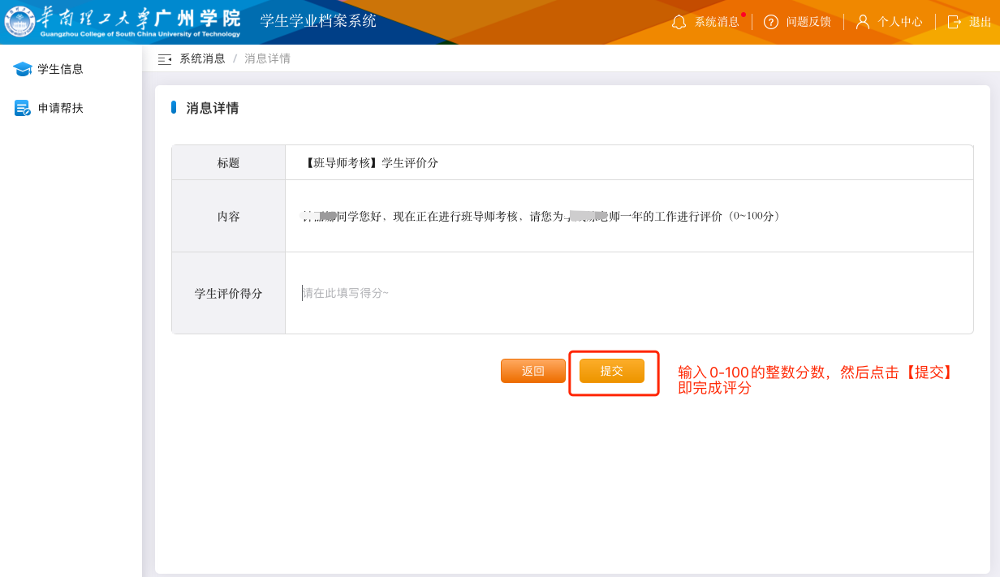 华南理工大学广州学院
Guangzhou College of South China University of Technology
学生学业档案系统
系统消息
问题反馈
个人中心
退出
学生信息
申请帮扶
系统消息 / 消息详情
消息详情
标题
【班导师考核】学生评价分
内容
同学您好，现在正在进行班导师考核，请您为
老师一年的工作进行评价（0~100分）
学生评价得分
请在此填写得分~
返回
提交
输入0-100的整数分数，然后点击【提交】
即完成评分